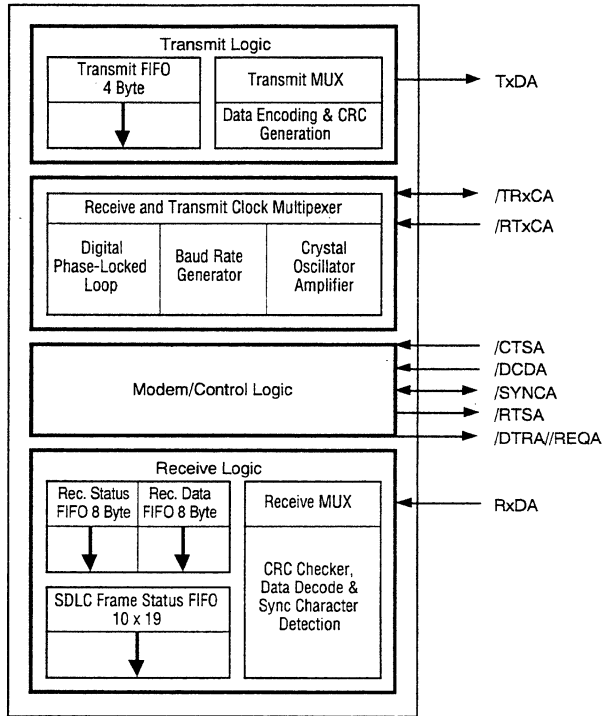 Transmit Logic
Transmit FIFO
4 Byte
Transmit MUX
Data Encoding & CRC
Generation
TxDA
Receive and Transmit Clock Multipexer
Digital
Phase-Locked
Loop
Baud Rate
Generator
Crystal
Oscillator
Amplifier
/TRxCA
/RTxCA
Modem/Control Logic
/CTSA
/DCDA
/SYNCA
/RTSA
/DTRA//REQA
Receive Logic
Rec. Status
FIFO 8 Byte
Rec. Data
FIFO 8 Byte
Receive MUX
CRC Checker,
Data Decode &
Sync Character
Detection
SDLC Frame Status FIFO
10 x 19
RxDA